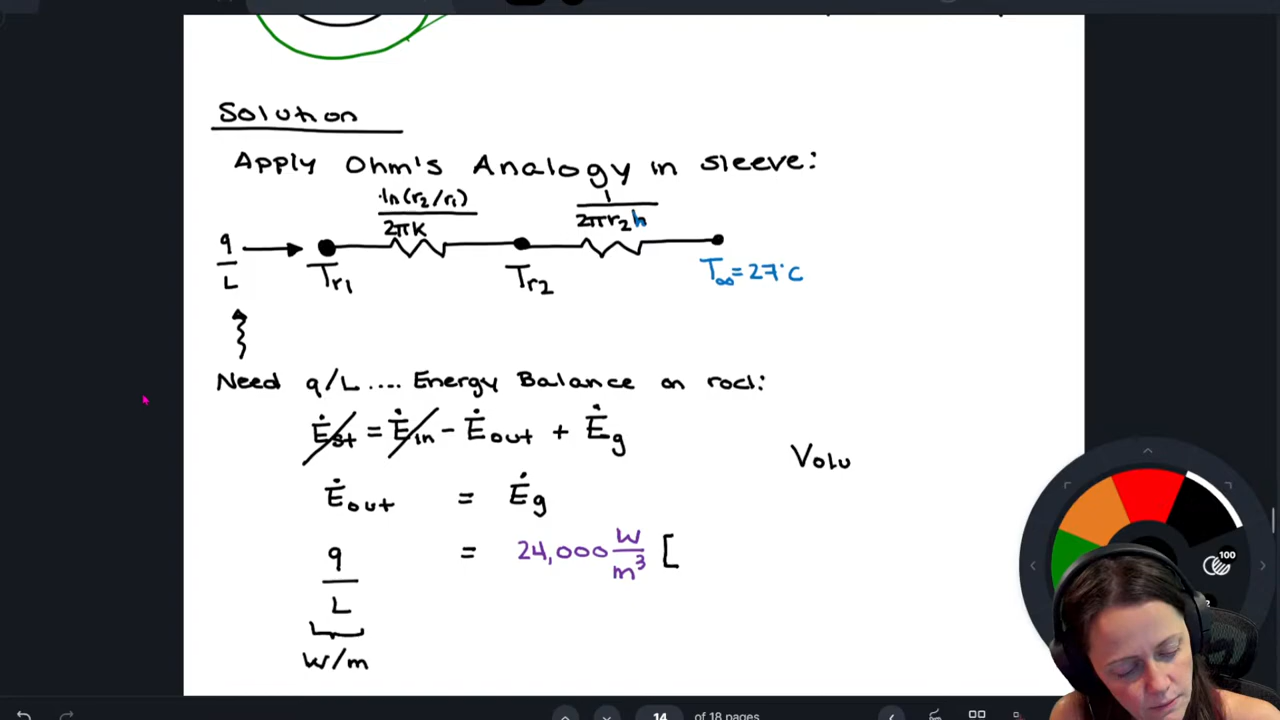 Solution
Apply Ohm's Analogy in sleeve:
ln(r2/r1)
2πk
1
2πr2h
q
L
Tr1
Tr2
T∞=27°C
Need q/L .... Energy Balance on rod:
Ėst = Ėin - Ėout + Ėg
Ėout = Ėg
q/L = 24,000 W/m³ [
W/m
Volu
100
14 of 18 pages